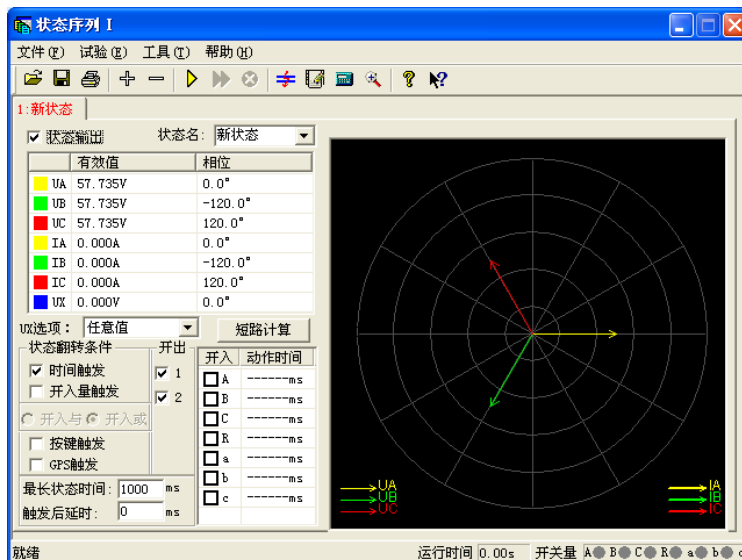 状态序列 I
文件(F) 试验(E) 工具(T) 帮助(H)
1:新状态
状态输出 状态名: 新状态
有效值 相位
UA 57.735V 0.0°
UB 57.735V -120.0°
UC 57.735V 120.0°
IA 0.000A 0.0°
IB 0.000A -120.0°
IC 0.000A 120.0°
UX 0.000V 0.0°
UX选项: 任意值 短路计算
状态翻转条件 开出
时间触发 1
开入量触发 2
开入与 开入或
按键触发
GPS触发
最长状态时间: 1000 ms
触发后延时: 0 ms
开入 动作时间
A ------ms
B ------ms
C ------ms
R ------ms
a ------ms
b ------ms
c ------ms
UA IA
UB IB
UC IC
就绪 运行时间 0.00s 开关量 A B C R a b c